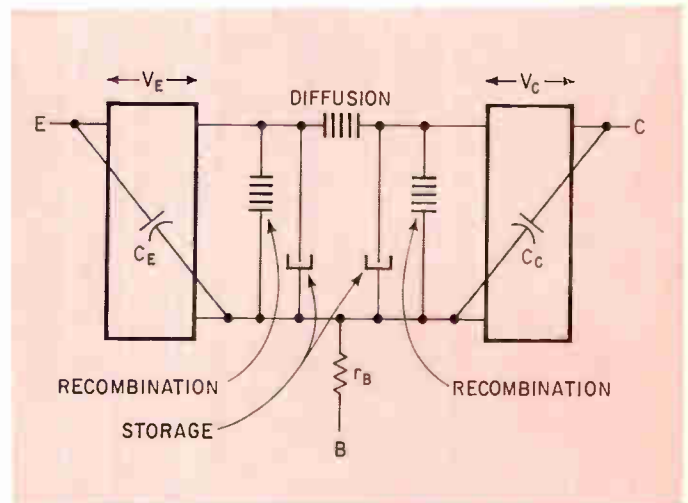 V_E
V_C
DIFFUSION
E
C
C_E
C_C
RECOMBINATION
r_B
RECOMBINATION
STORAGE
B